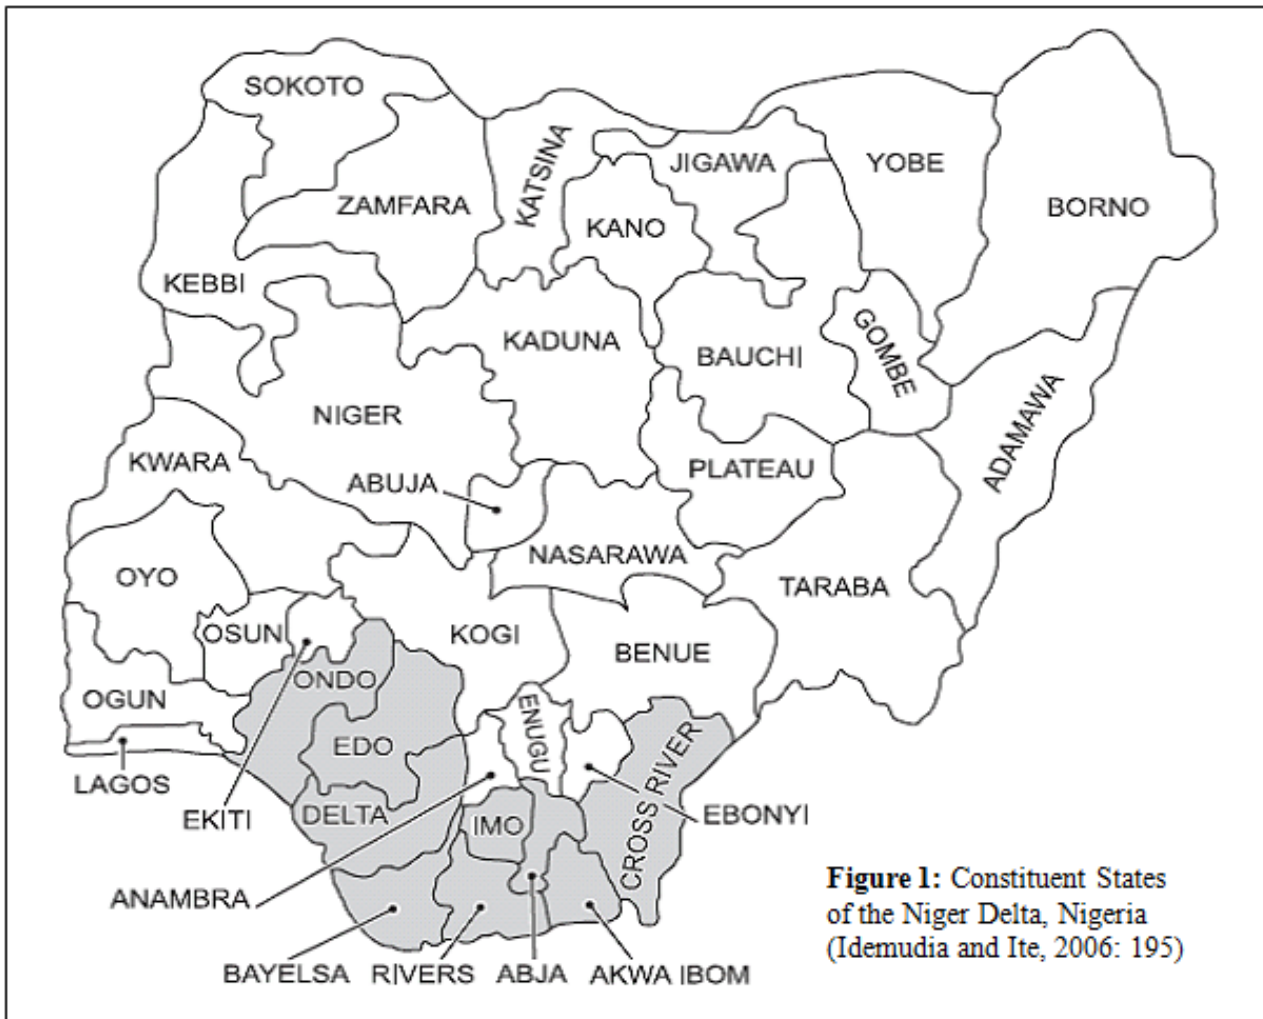 SOKOTO
KATSINA
JIGAWA
YOBE
ZAMFARA
KANO
BORNO
KEBBI
KADUNA
BAUCHI
GOMBE
NIGER
ADAMAWA
KWARA
PLATEAU
ABUJA
NASARAWA
OYO
TARABA
OSUN
KOGI
BENUE
ONDO
OGUN
ENUGU
EDO
CROSS RIVER
LAGOS
EKITI
DELTA
IMO
EBONYI
ANAMBRA
BAYELSA
RIVERS
ABJA
AKWA IBOM
Figure 1: Constituent States
of the Niger Delta, Nigeria
(Idemudia and Ite, 2006: 195)